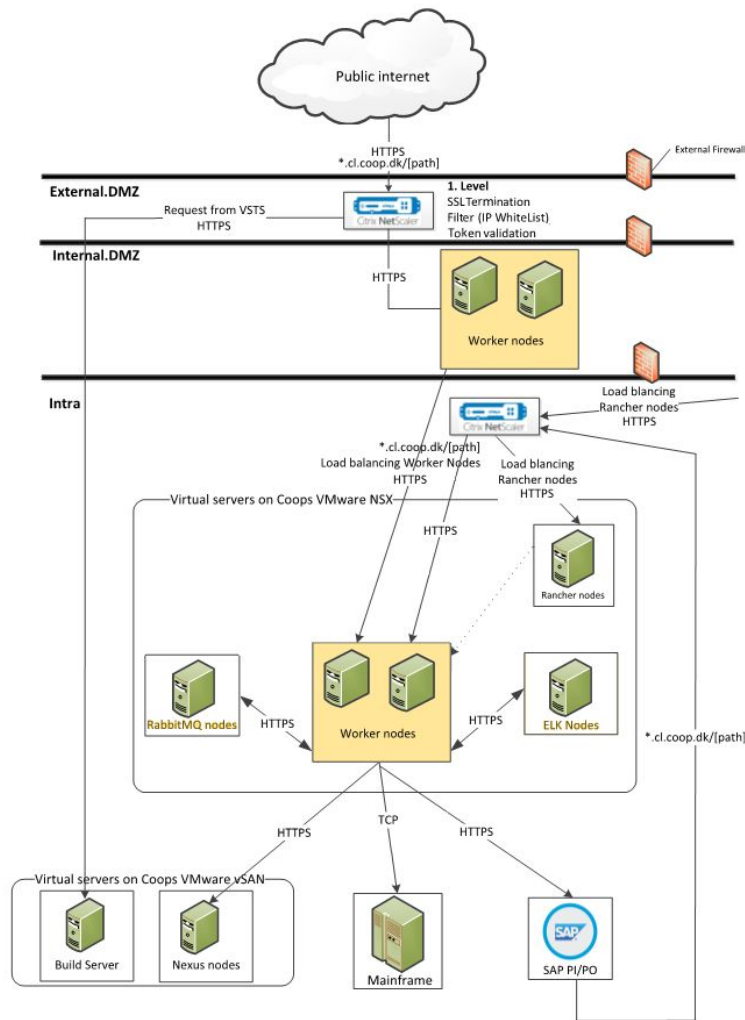 Public internet
HTTPS
*.cl.coop.dk/[path]
External Firewall
External.DMZ
Request from VSTS
HTTPS
Citrix NetScaler
1. Level
SSLTermination
Filter (IP WhiteList)
Token validation
Internal.DMZ
HTTPS
Worker nodes
Intra
Citrix NetScaler
Load blancing
Rancher nodes
HTTPS
*.cl.coop.dk/[path]
Load balancing Worker Nodes
HTTPS
Load blancing
Rancher nodes
HTTPS
Virtual servers on Coops VMware NSX
HTTPS
Rancher nodes
RabbitMQ nodes
HTTPS
Worker nodes
HTTPS
ELK Nodes
*.cl.coop.dk/[path]
HTTPS
TCP
HTTPS
Virtual servers on Coops VMware vSAN
Build Server
Nexus nodes
Mainframe
SAP
SAP PI/PO